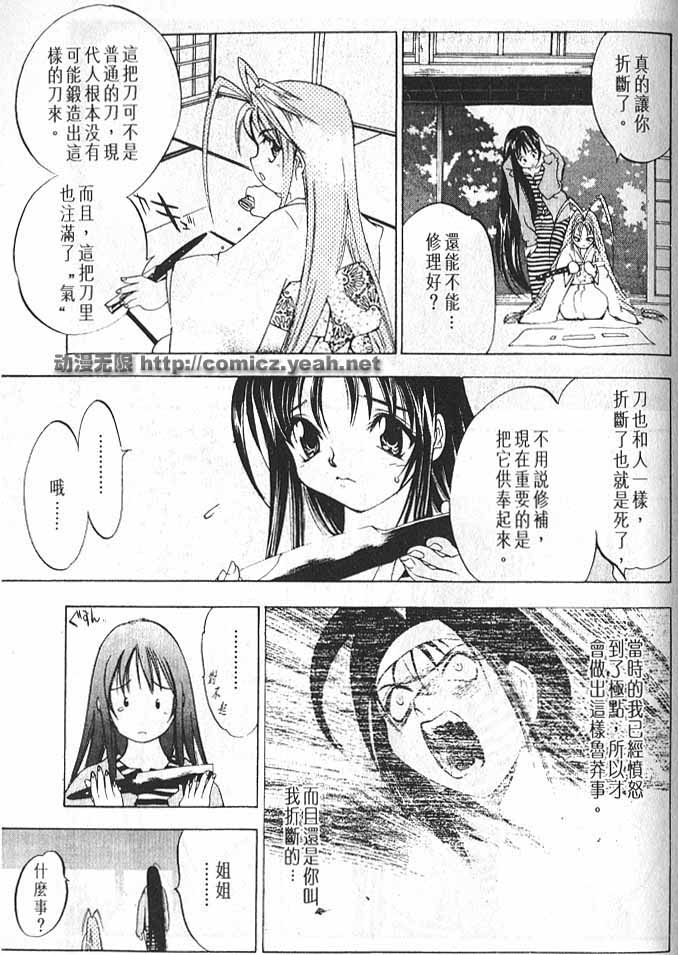 真的讓你
折斷了。
還能不能…
修理好？
這把刀可不是
普通的刀，現
代人根本没有
可能鍛造出這
樣的刀來。
而且，這把刀里
也注滿了〞氣〝
动漫无限 http://comicz.yeah.net
刀也和人一樣，
折斷了也就是死了，
不用説修補，
現在重要的是
把它供奉起來。
………
哦……
當時的我已經憤怒
到了極點，所以才
會做出這樣魯莽事。
而且還是你叫
我折斷的…
………
對不起
ぐすん
……
姐姐
什麼事？